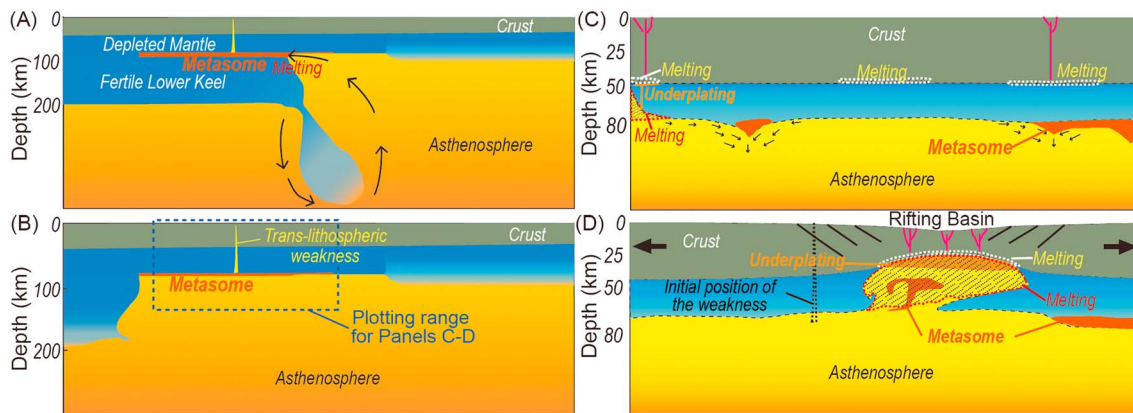 (A)
0
100
200
Depth (km)
Crust
Depleted Mantle
Metasome
Melting
Fertile Lower Keel
Asthenosphere
(B)
0
100
200
Depth (km)
Crust
Trans-lithospheric
weakness
Metasome
Plotting range
for Panels C-D
Asthenosphere
(C)
0
25
50
80
Depth (km)
Crust
Melting
Melting
Melting
Underplating
Melting
Metasome
Asthenosphere
(D)
0
25
50
80
Depth (km)
Rifting Basin
Crust
Underplating
Melting
Initial position of
the weakness
Melting
Metasome
Asthenosphere